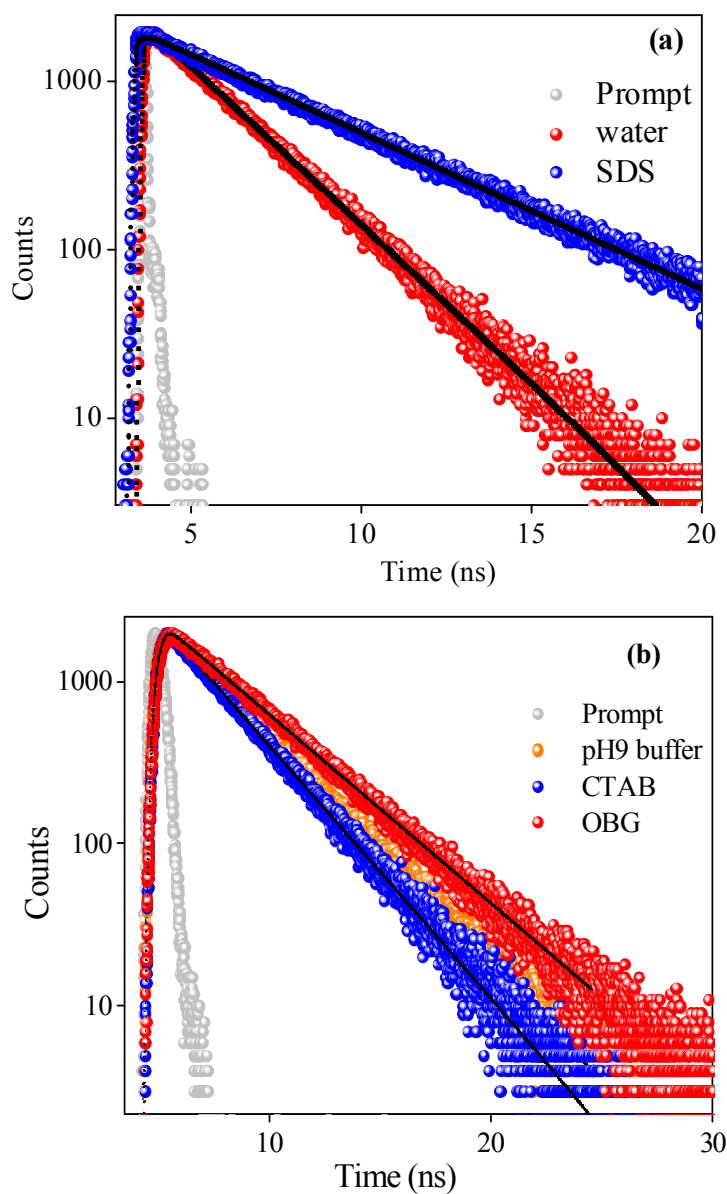 (a)
1000
Prompt
water
SDS
100
Counts
10
5 10 15 20
Time (ns)
(b)
1000
Prompt
pH9 buffer
CTAB
OBG
100
Counts
10
10 20 30
Time (ns)